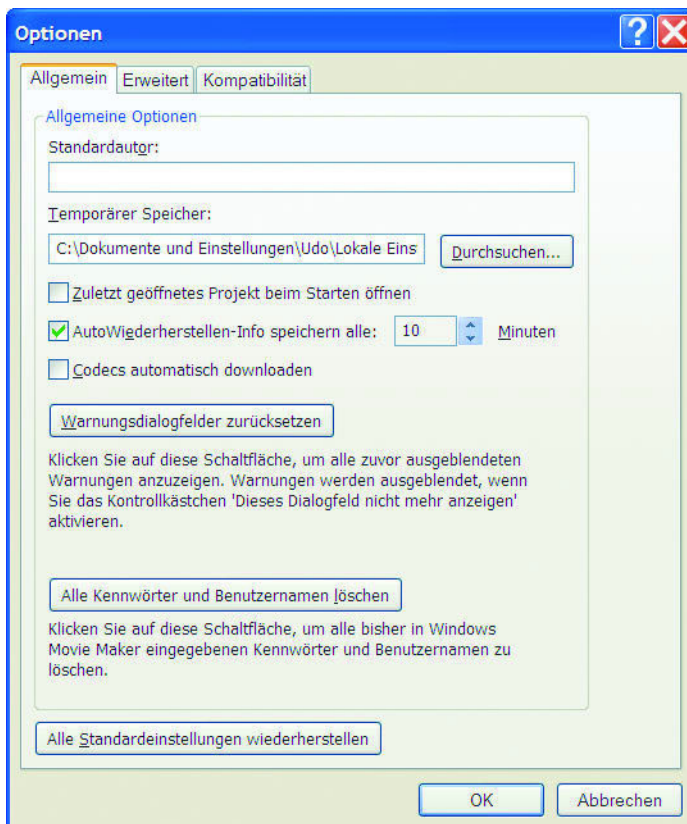 Optionen
Allgemein Erweitert Kompatibilität
Allgemeine Optionen
Standardautor:
Temporärer Speicher:
C:\Dokumente und Einstellungen\Udo\Lokale Eins Durchsuchen...
Zuletzt geöffnetes Projekt beim Starten öffnen
AutoWiederherstellen-Info speichern alle: 10 Minuten
Codecs automatisch downloaden
Warnungsdialogfelder zurücksetzen
Klicken Sie auf diese Schaltfläche, um alle zuvor ausgeblendeten
Warnungen anzuzeigen. Warnungen werden ausgeblendet, wenn
Sie das Kontrollkästchen 'Dieses Dialogfeld nicht mehr anzeigen'
aktivieren.
Alle Kennwörter und Benutzernamen löschen
Klicken Sie auf diese Schaltfläche, um alle bisher in Windows
Movie Maker eingegebenen Kennwörter und Benutzernamen zu
löschen.
Alle Standardeinstellungen wiederherstellen
OK Abbrechen